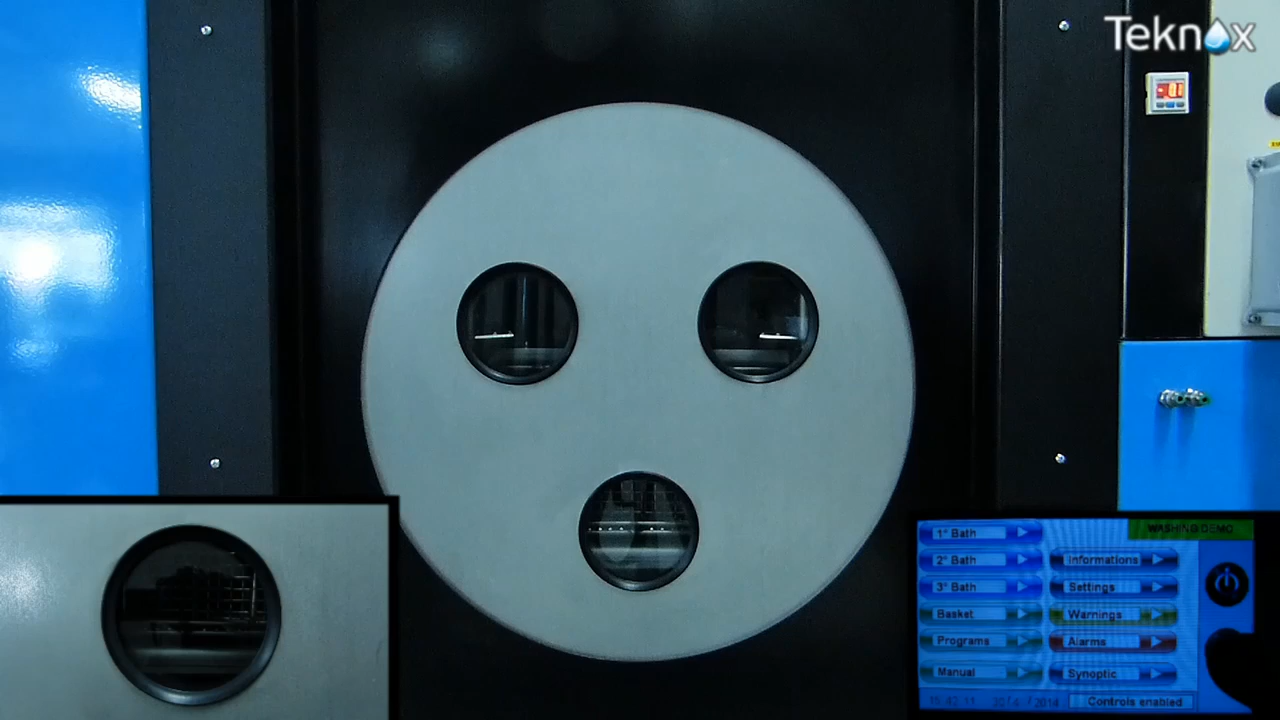 Teknox
WASHING DEMO
1° Bath
2° Bath
Informations
3° Bath
Settings
Basket
Warnings
Programs
Alarms
Manual
Synoptic
Controls enabled